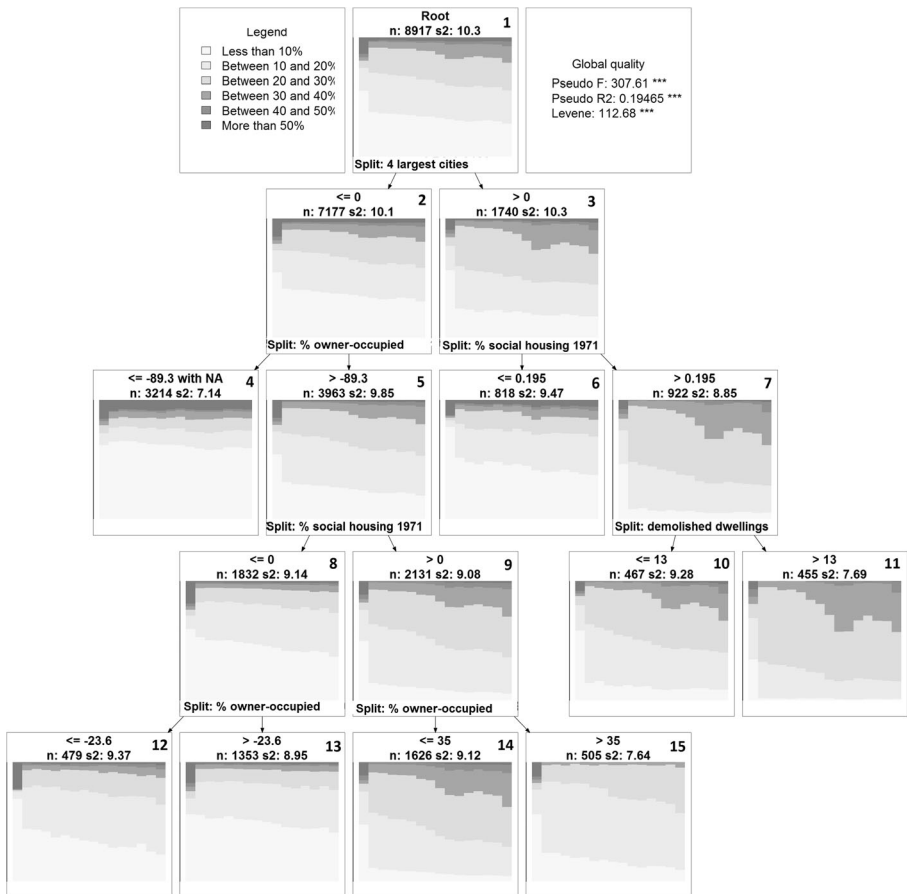 Legend
Less than 10%
Between 10 and 20%
Between 20 and 30%
Between 30 and 40%
Between 40 and 50%
More than 50%
Root
1
n: 8917 s2: 10.3
Split: 4 largest cities
Global quality
Pseudo F: 307.61 ***
Pseudo R2: 0.19465 ***
Levene: 112.68 ***
<= 0
2
n: 7177 s2: 10.1
Split: % owner-occupied
> 0
3
n: 1740 s2: 10.3
Split: % social housing 1971
<= -89.3 with NA
4
n: 3214 s2: 7.14
> -89.3
5
n: 3963 s2: 9.85
Split: % social housing 1971
<= 0.195
6
n: 818 s2: 9.47
> 0.195
7
n: 922 s2: 8.85
Split: demolished dwellings
<= 0
8
n: 1832 s2: 9.14
Split: % owner-occupied
> 0
9
n: 2131 s2: 9.08
Split: % owner-occupied
<= 13
10
n: 467 s2: 9.28
> 13
11
n: 455 s2: 7.69
<= -23.6
12
n: 479 s2: 9.37
> -23.6
13
n: 1353 s2: 8.95
<= 35
14
n: 1626 s2: 9.12
> 35
15
n: 505 s2: 7.64